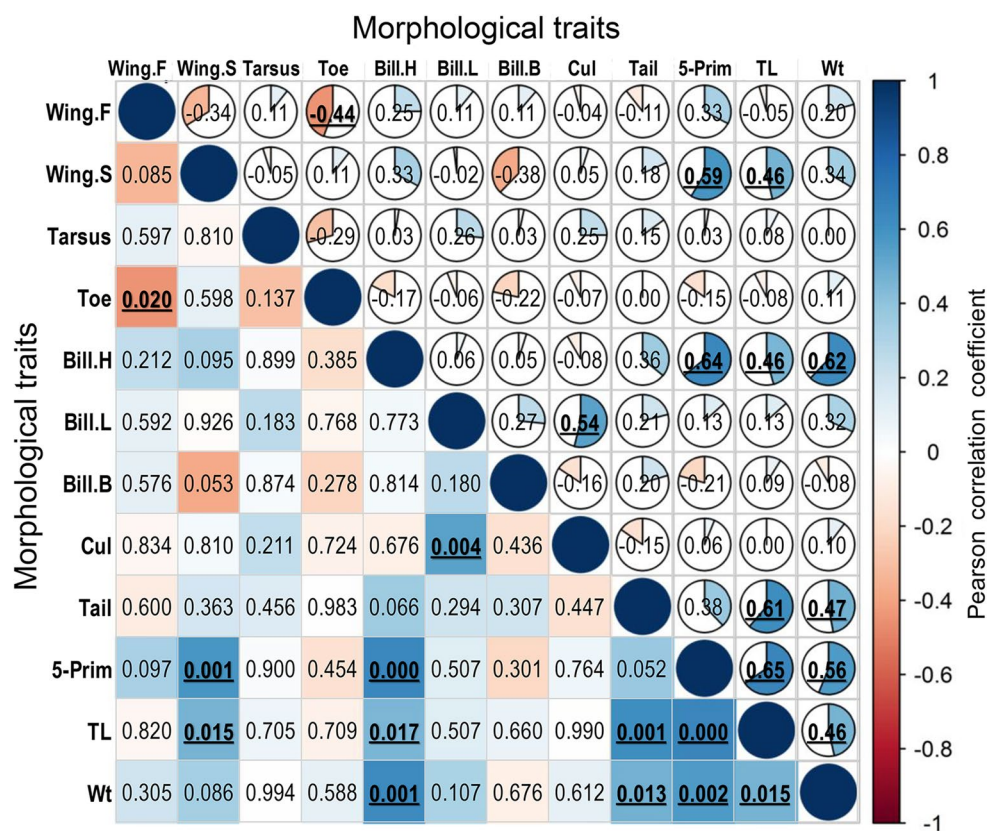 Morphological traits
Wing.F Wing.S Tarsus Toe Bill.H Bill.L Bill.B Cul Tail 5-Prim TL Wt
Wing.F -0.34 0.11 -0.44 0.25 0.11 0.11 -0.04 -0.11 0.33 -0.05 0.20
Wing.S 0.085 -0.05 0.11 0.33 -0.02 -0.38 0.05 0.18 0.59 0.46 0.34
Tarsus 0.597 0.810 -0.29 0.03 0.26 0.03 0.25 0.15 0.03 0.08 0.00
Toe 0.020 0.598 0.137 -0.17 -0.06 -0.22 -0.07 0.00 -0.15 -0.08 0.11
Bill.H 0.212 0.095 0.899 0.385 0.06 0.05 -0.08 0.36 0.64 0.46 0.62
Bill.L 0.592 0.926 0.183 0.768 0.773 0.27 0.54 0.21 0.13 0.13 0.32
Bill.B 0.576 0.053 0.874 0.278 0.814 0.180 -0.16 0.20 -0.21 0.09 -0.08
Cul 0.834 0.810 0.211 0.724 0.676 0.004 0.436 -0.15 0.06 0.00 0.10
Tail 0.600 0.363 0.456 0.983 0.066 0.294 0.307 0.447 0.38 0.61 0.47
5-Prim 0.097 0.001 0.900 0.454 0.000 0.507 0.301 0.764 0.052 0.65 0.56
TL 0.820 0.015 0.705 0.709 0.017 0.507 0.660 0.990 0.001 0.000 0.46
Wt 0.305 0.086 0.994 0.588 0.001 0.107 0.676 0.612 0.013 0.002 0.015
Morphological traits
1
0.8
0.6
0.4
0.2
0
-0.2
-0.4
-0.6
-0.8
-1
Pearson correlation coefficient